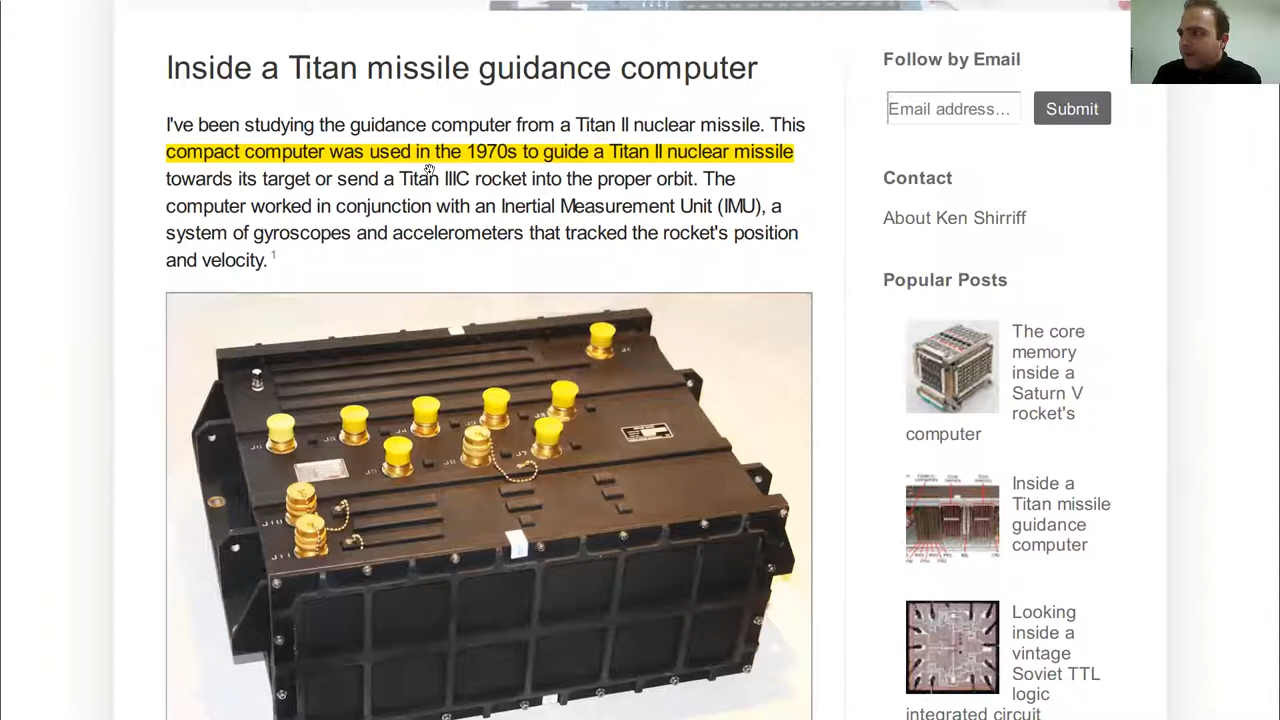 Inside a Titan missile guidance computer
I've been studying the guidance computer from a Titan II nuclear missile. This
compact computer was used in the 1970s to guide a Titan II nuclear missile
towards its target or send a Titan IIIC rocket into the proper orbit. The
computer worked in conjunction with an Inertial Measurement Unit (IMU), a
system of gyroscopes and accelerometers that tracked the rocket's position
and velocity. 1
Follow by Email
Email address...
Submit
Contact
About Ken Shirriff
Popular Posts
The core
memory
inside a
Saturn V
rocket's
computer
Inside a
Titan missile
guidance
computer
Looking
inside a
vintage
Soviet TTL
logic
integrated circuit